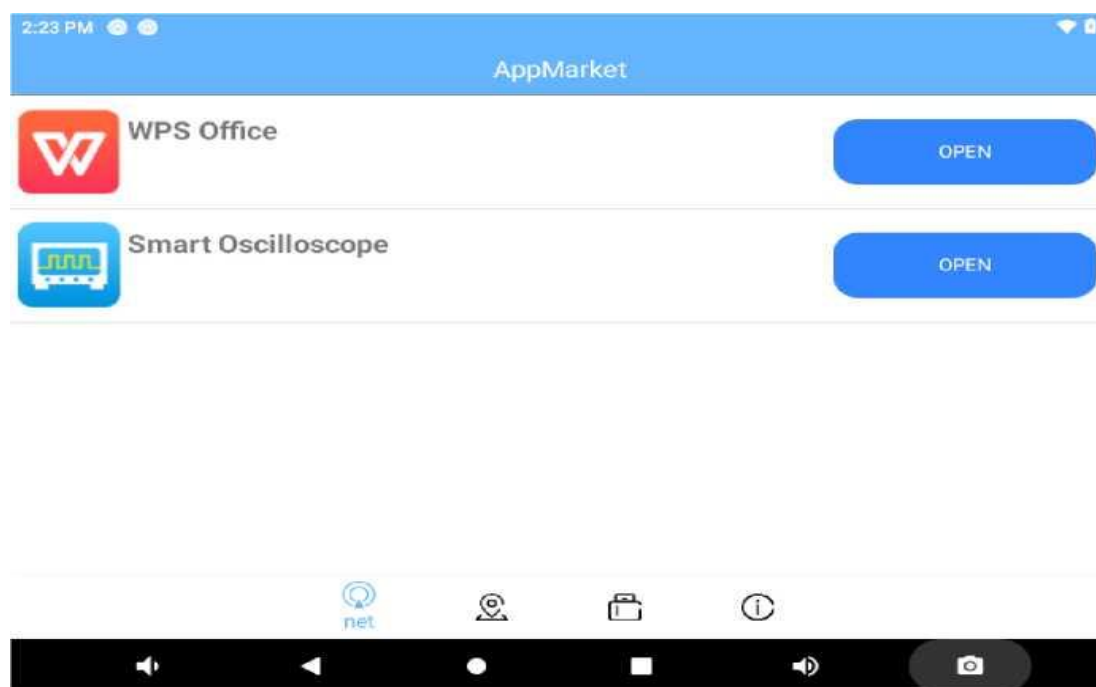 2:23 PM
AppMarket
WPS Office
OPEN
Smart Oscilloscope
OPEN
net